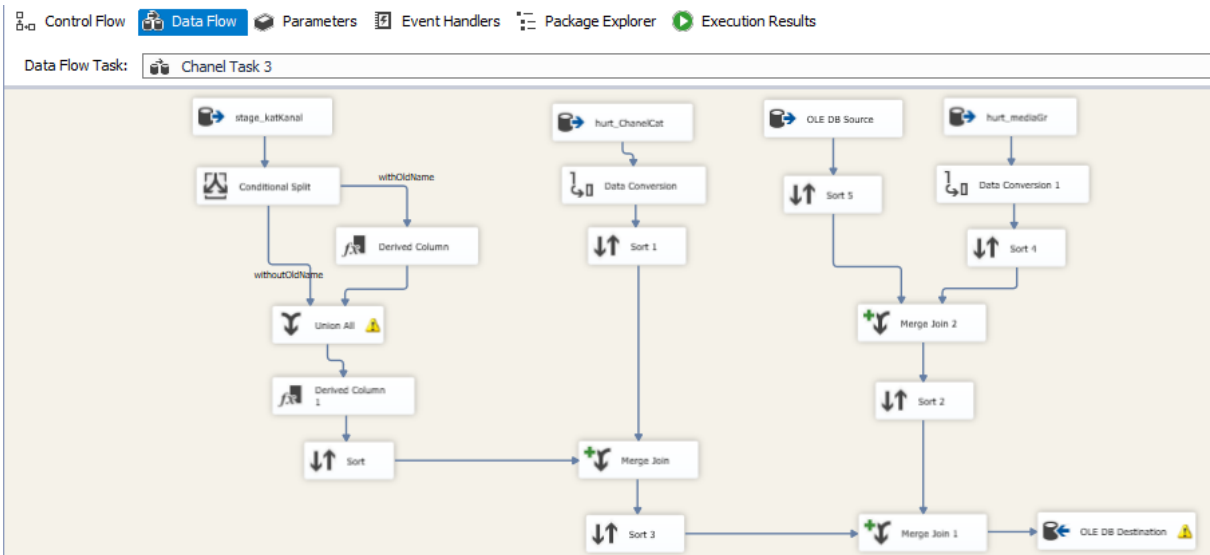 Control Flow
Data Flow
Parameters
Event Handlers
Package Explorer
Execution Results
Data Flow Task:
Chanel Task 3
stage_katKanal
hurt_ChanelCat
OLE DB Source
hurt_mediaGr
Conditional Split
withOldName
Data Conversion
Sort 5
Data Conversion 1
Derived Column
Sort 1
Sort 4
withoutOldName
Union All
Merge Join 2
Derived Column
1
Sort 2
Sort
Merge Join
Sort 3
Merge Join 1
OLE DB Destination